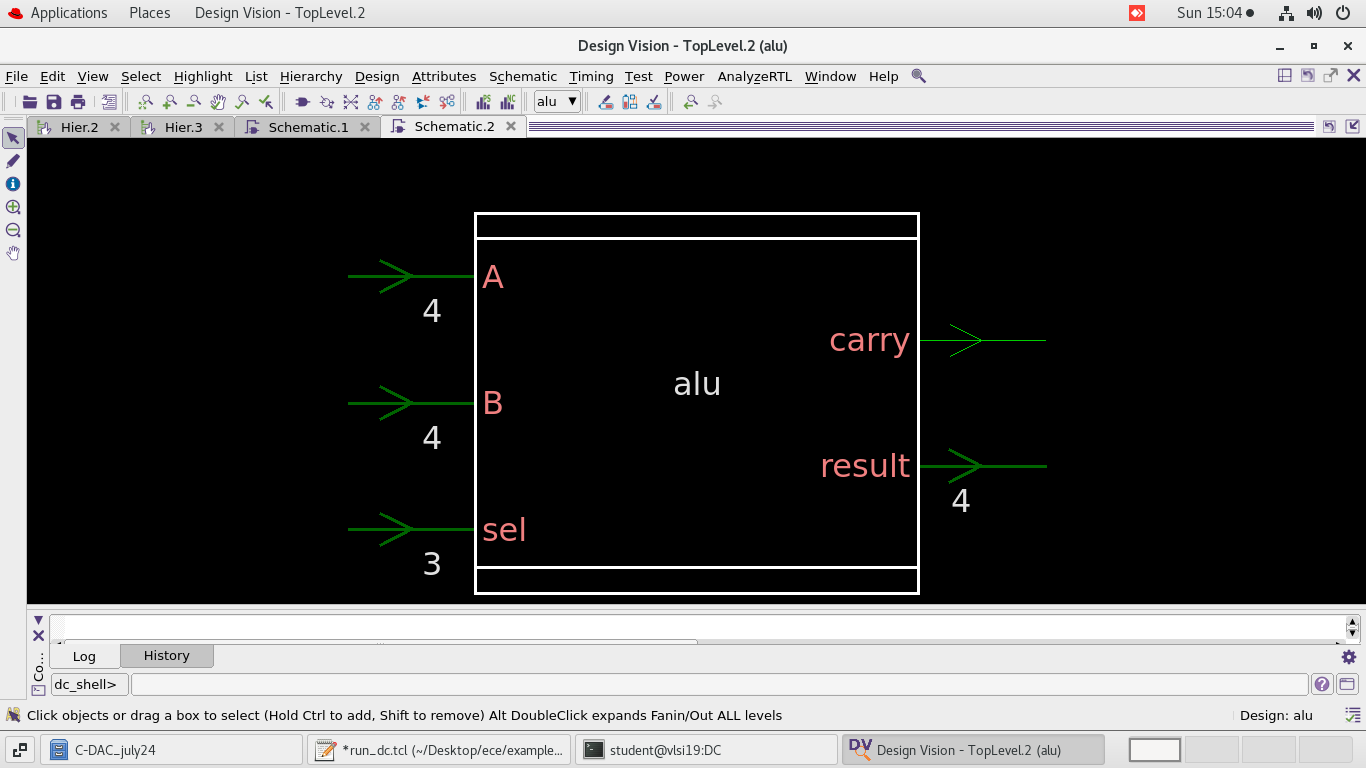 Applications Places Design Vision - TopLevel.2 Sun 15:04
Design Vision - TopLevel.2 (alu)
File Edit View Select Highlight List Hierarchy Design Attributes Schematic Timing Test Power AnalyzeRTL Window Help
alu
Hier.2 Hier.3 Schematic.1 Schematic.2
A
4
carry
alu
B
4
result
4
sel
3
Co...
Log History
dc_shell>
Click objects or drag a box to select (Hold Ctrl to add, Shift to remove) Alt DoubleClick expands Fanin/Out ALL levels Design: alu
C-DAC_july24 *run_dc.tcl (~/Desktop/ece/example... student@vlsi19:DC DV Design Vision - TopLevel.2 (alu)